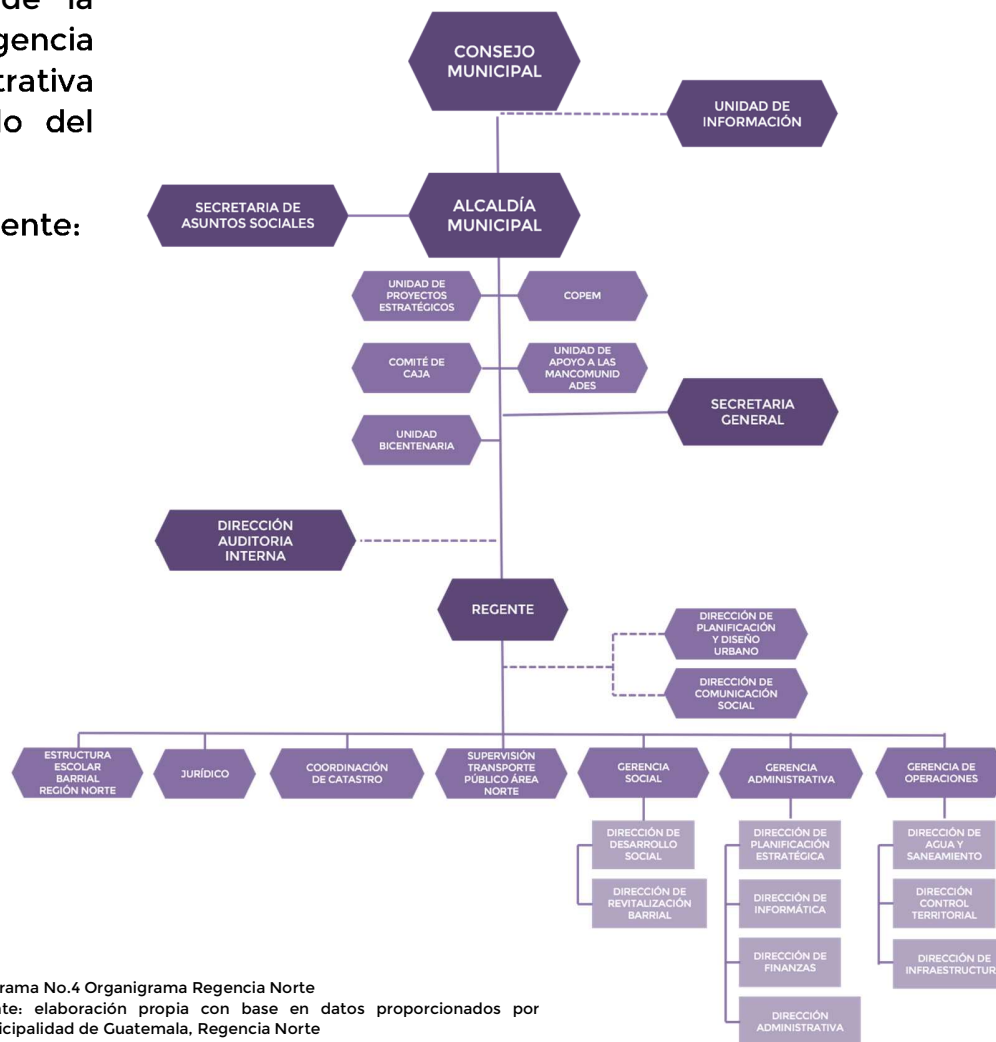 de la
trativa
del
CONSEJO
MUNICIPAL
UNIDAD DE
INFORMACIÓN
SECRETARIA DE
ASUNTOS SOCIALES
ALCALDÍA
MUNICIPAL
UNIDAD DE
PROYECTOS
ESTRATÉGICOS
COPEM
COMITÉ DE
CAJA
UNIDAD DE
APOYO A LAS
MANCOMUNID
ADES
SECRETARIA
GENERAL
UNIDAD
BICENTENARIA
DIRECCIÓN
AUDITORIA
INTERNA
REGENTE
DIRECCIÓN DE
PLANIFICACIÓN
Y DISEÑO
URBANO
DIRECCIÓN DE
COMUNICACIÓN
SOCIAL
ESTRUCTURA
ESCOLAR
BARRIAL
REGIÓN NORTE
JURÍDICO
COORDINACIÓN
DE CATASTRO
SUPERVISIÓN
TRANSPORTE
PÚBLICO ÁREA
NORTE
GERENCIA
SOCIAL
GERENCIA
ADMINISTRATIVA
GERENCIA DE
OPERACIONES
DIRECCIÓN DE
DESARROLLO
SOCIAL
DIRECCIÓN DE
REVITALIZACIÓN
BARRIAL
DIRECCIÓN DE
PLANIFICACIÓN
ESTRATÉGICA
DIRECCIÓN DE
INFORMÁTICA
DIRECCIÓN DE
FINANZAS
DIRECCIÓN
ADMINISTRATIVA
DIRECCIÓN DE
AGUA Y
SANEAMIENTO
DIRECCIÓN
CONTROL
TERRITORIAL
DIRECCIÓN DE
INFRAESTRUCTUR
rama No.4 Organigrama Regencia Norte
te: elaboración propia con base en datos proporcionados por
icipalidad de Guatemala, Regencia Norte